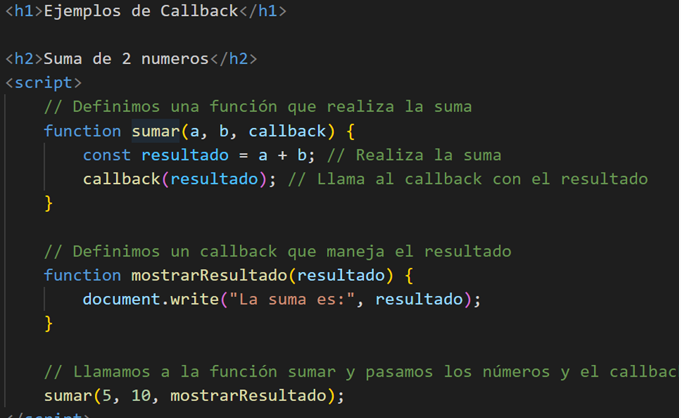 <h1>Ejemplos de Callback</h1>
<h2>Suma de 2 numeros</h2>
<script>
// Definimos una función que realiza la suma
function sumar(a, b, callback) {
const resultado = a + b; // Realiza la suma
callback(resultado); // Llama al callback con el resultado
}
// Definimos un callback que maneja el resultado
function mostrarResultado(resultado) {
document.write("La suma es:", resultado);
}
// Llamamos a la función sumar y pasamos los números y el callbac
sumar(5, 10, mostrarResultado);
</script>